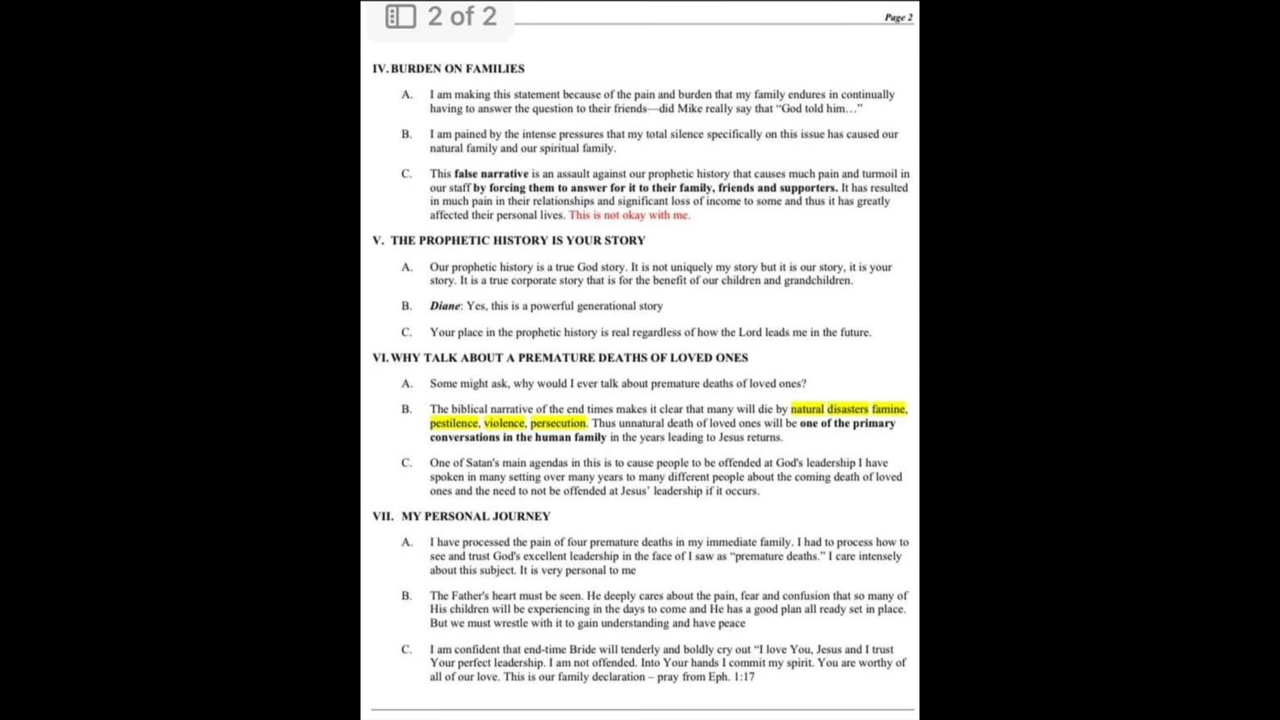 2 of 2
Page 2
IV. BURDEN ON FAMILIES
A. I am making this statement because of the pain and burden that my family endures in continually
having to answer the question to their friends—did Mike really say that “God told him…”
B. I am pained by the intense pressures that my total silence specifically on this issue has caused our
natural family and our spiritual family.
C. This false narrative is an assault against our prophetic history that causes much pain and turmoil in
our staff by forcing them to answer for it to their family, friends and supporters. It has resulted
in much pain in their relationships and significant loss of income to some and thus it has greatly
affected their personal lives. This is not okay with me.
V. THE PROPHETIC HISTORY IS YOUR STORY
A. Our prophetic history is a true God story. It is not uniquely my story but it is our story, it is your
story. It is a true corporate story that is for the benefit of our children and grandchildren.
B. Diane: Yes, this is a powerful generational story
C. Your place in the prophetic history is real regardless of how the Lord leads me in the future.
VI. WHY TALK ABOUT A PREMATURE DEATHS OF LOVED ONES
A. Some might ask, why would I ever talk about premature deaths of loved ones?
B. The biblical narrative of the end times makes it clear that many will die by natural disasters famine,
pestilence, violence, persecution. Thus unnatural death of loved ones will be one of the primary
conversations in the human family in the years leading to Jesus returns.
C. One of Satan's main agendas in this is to cause people to be offended at God's leadership I have
spoken in many setting over many years to many different people about the coming death of loved
ones and the need to not be offended at Jesus' leadership if it occurs.
VII. MY PERSONAL JOURNEY
A. I have processed the pain of four premature deaths in my immediate family. I had to process how to
see and trust God's excellent leadership in the face of I saw as “premature deaths.” I care intensely
about this subject. It is very personal to me
B. The Father's heart must be seen. He deeply cares about the pain, fear and confusion that so many of
His children will be experiencing in the days to come and He has a good plan all ready set in place.
But we must wrestle with it to gain understanding and have peace
C. I am confident that end-time Bride will tenderly and boldly cry out “I love You, Jesus and I trust
Your perfect leadership. I am not offended. Into Your hands I commit my spirit. You are worthy of
all of our love. This is our family declaration – pray from Eph. 1:17